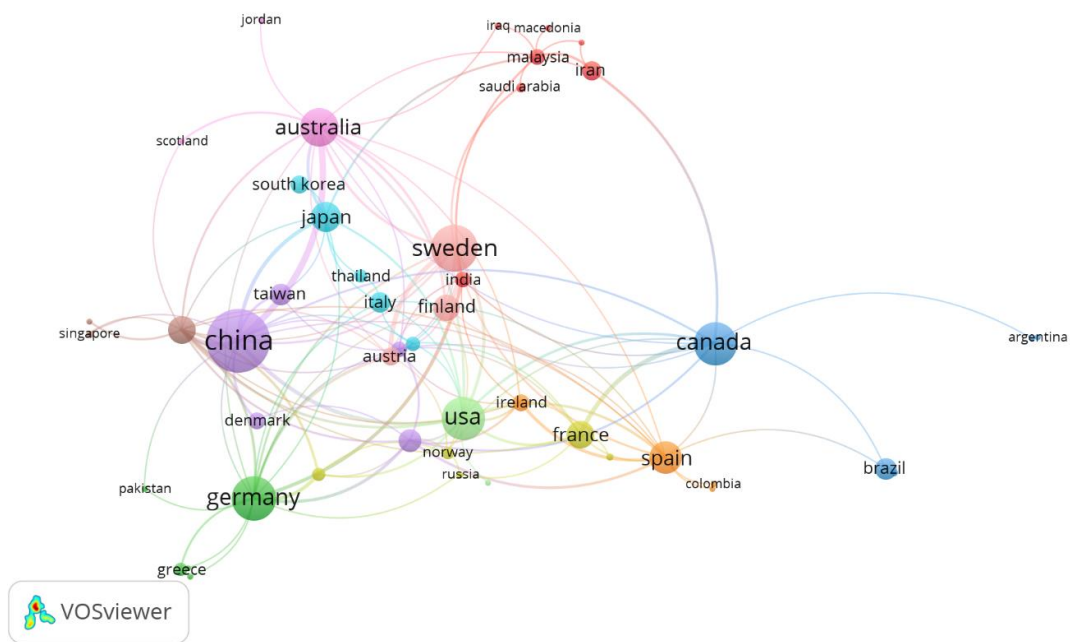 jordan
iraq
macedonia
malaysia
iran
saudi arabia
australia
scotland
south korea
japan
sweden
thailand
india
taiwan
italy
finland
singapore
china
austria
canada
argentina
ireland
usa
denmark
france
norway
spain
russia
brazil
pakistan
germany
colombia
greece
VOSviewer